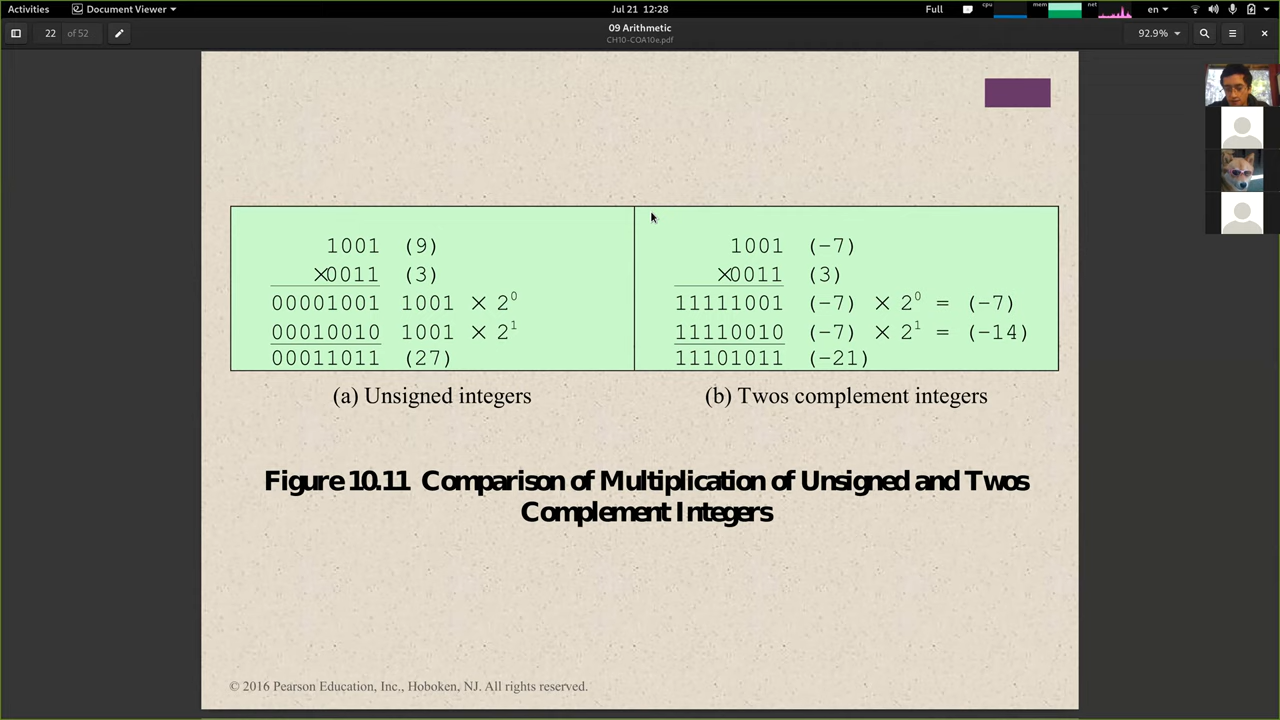 Activities Document Viewer Jul 21 12:28 Full cpu mem net en
22 of 52 09 Arithmetic 92.9%
CH10-COA10e.pdf
1001 (9)
×0011 (3)
00001001 1001 × 2⁰
00010010 1001 × 2¹
00011011 (27)
(a) Unsigned integers
1001 (−7)
×0011 (3)
11111001 (−7) × 2⁰ = (−7)
11110010 (−7) × 2¹ = (−14)
11101011 (−21)
(b) Twos complement integers
Figure 10.11 Comparison of Multiplication of Unsigned and Twos
Complement Integers
© 2016 Pearson Education, Inc., Hoboken, NJ. All rights reserved.